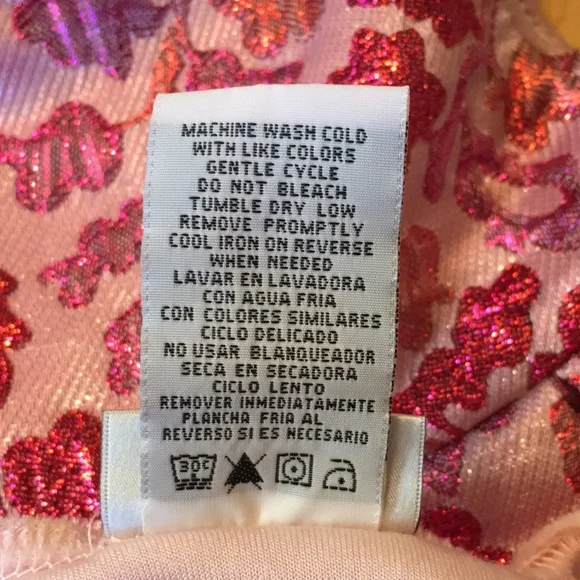 MACHINE WASH COLD
WITH LIKE COLORS
GENTLE CYCLE
DO NOT BLEACH
TUMBLE DRY LOW
REMOVE PROMPTLY
COOL IRON ON REVERSE
WHEN NEEDED
LAVAR EN LAVADORA
CON AGUA FRIA
CON COLORES SIMILARES
CICLO DELICADO
NO USAR BLANQUEADOR
SECA EN SECADORA
CICLO LENTO
REMOVER INMEDIATAMENTE
PLANCHA FRIA AL
REVERSO SI ES NECESARIO
30C